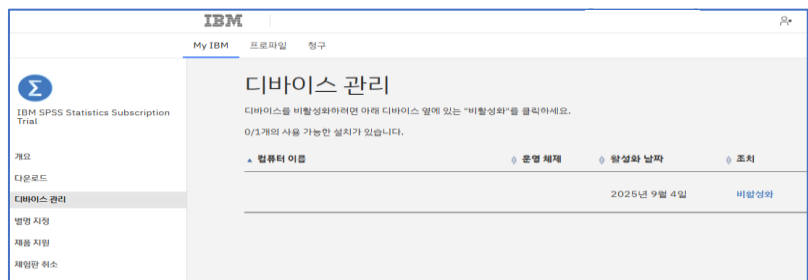 IBM
My IBM 프로파일 청구
IBM SPSS Statistics Subscription
Trial
개요
다운로드
디바이스 관리
별명 지정
제품 지원
체험판 취소
디바이스 관리
디바이스를 비활성화하려면 아래 디바이스 옆에 있는 "비활성화"를 클릭하세요.
0/1개의 사용 가능한 설치가 있습니다.
컴퓨터 이름 운영 체제 활성화 날짜 조치
2025년 9월 4일 비활성화